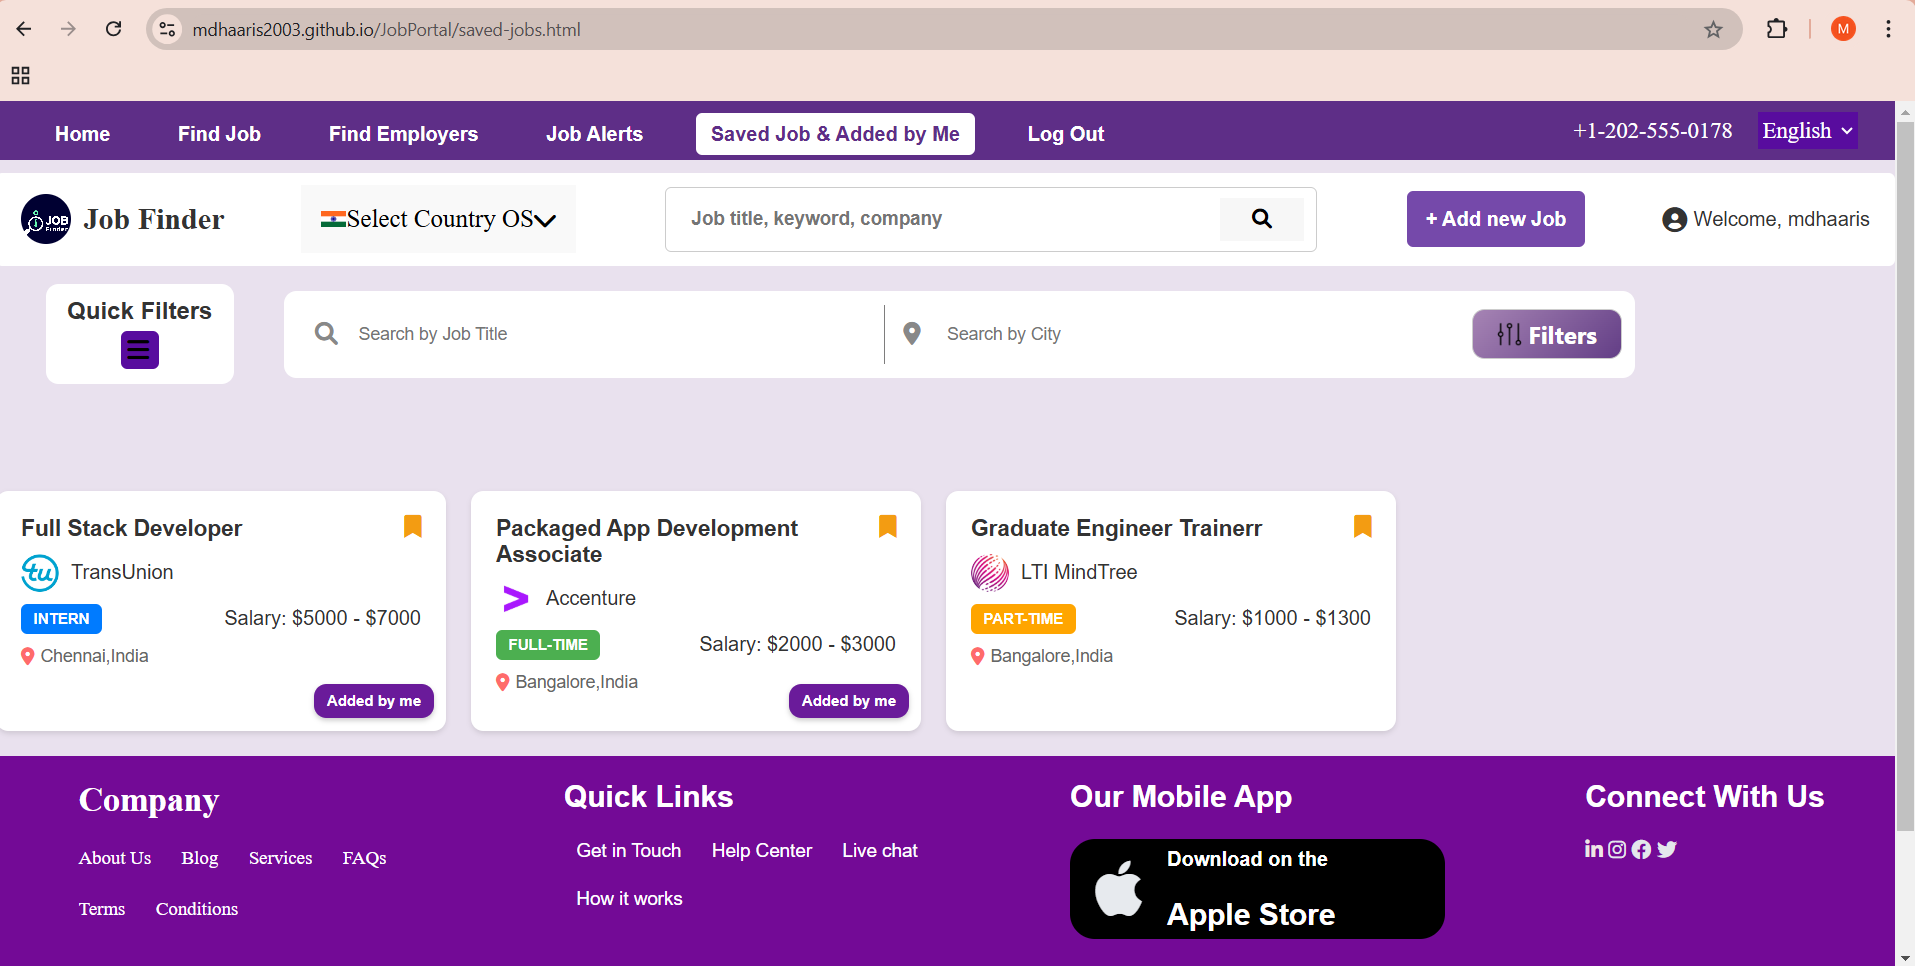 mdhaaris2003.github.io/JobPortal/saved-jobs.html
M
Home Find Job Find Employers Job Alerts Saved Job & Added by Me Log Out +1-202-555-0178 English
JOB Finder Job Finder Select Country OS Job title, keyword, company + Add new Job Welcome, mdhaaris
Quick Filters
Search by Job Title Search by City Filters
Full Stack Developer
tu TransUnion
INTERN Salary: $5000 - $7000
Chennai,India
Added by me
Packaged App Development
Associate
Accenture
FULL-TIME Salary: $2000 - $3000
Bangalore,India
Added by me
Graduate Engineer Trainerr
LTI MindTree
PART-TIME Salary: $1000 - $1300
Bangalore,India
Company
About Us Blog Services FAQs
Terms Conditions
Quick Links
Get in Touch Help Center Live chat
How it works
Our Mobile App
Download on the
Apple Store
Connect With Us